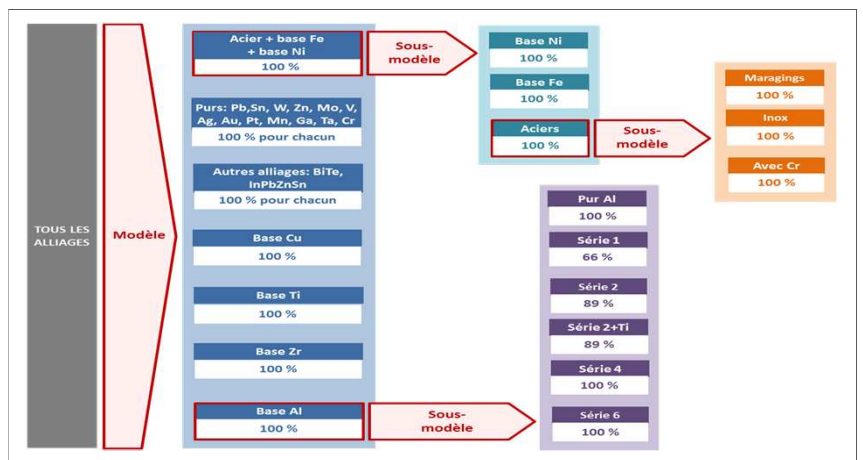 TOUS LES
ALLIAGES
Modèle
Acier + base Fe
+ base Ni
100 %
Purs: Pb,Sn, W, Zn, Mo, V,
Ag, Au, Pt, Mn, Ga, Ta, Cr
100 % pour chacun
Autres alliages: BiTe,
InPbZnSn
100 % pour chacun
Base Cu
100 %
Base Ti
100 %
Base Zr
100 %
Base Al
100 %
Sous-
modèle
Base Ni
100 %
Base Fe
100 %
Aciers
100 %
Sous-
modèle
Maragings
100 %
Inox
100 %
Avec Cr
100 %
Sous-
modèle
Pur Al
100 %
Série 1
66 %
Série 2
89 %
Série 2+Ti
89 %
Série 4
100 %
Série 6
100 %